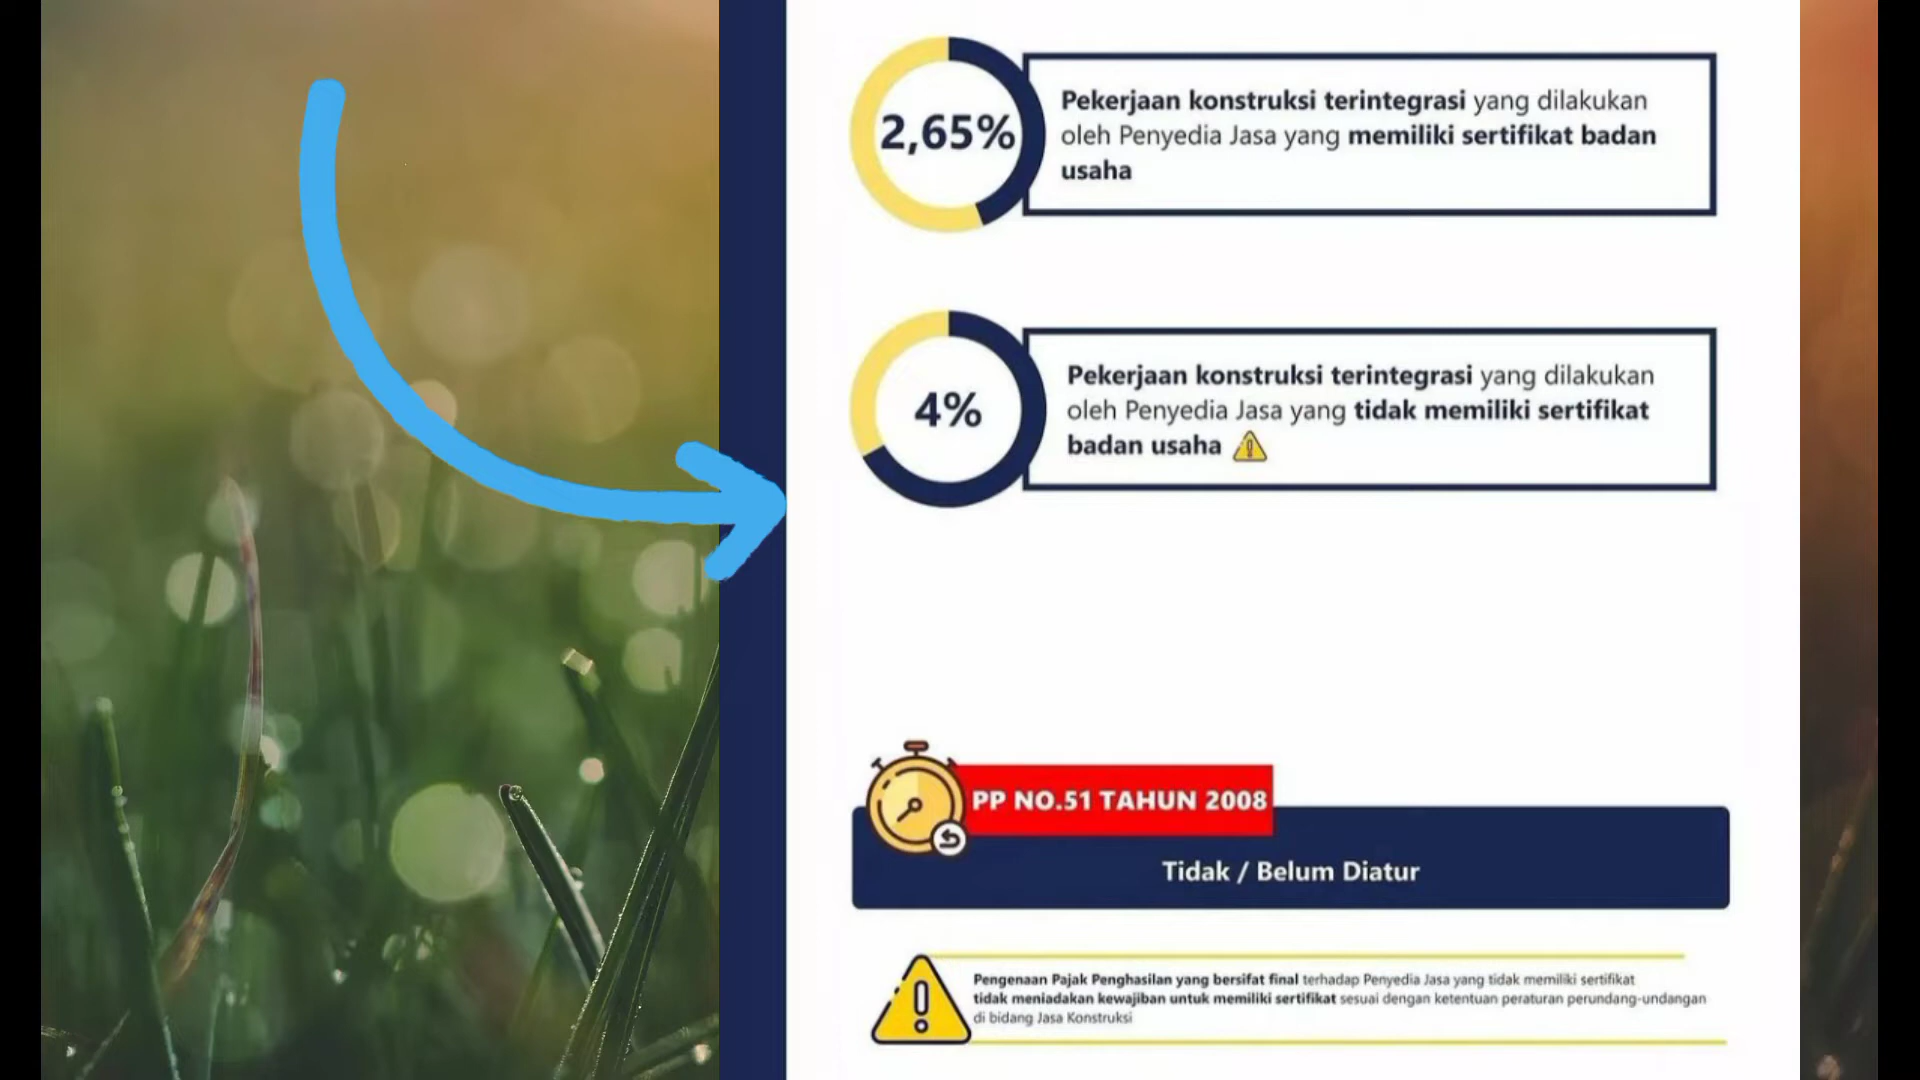 2,65%
Pekerjaan konstruksi terintegrasi yang dilakukan
oleh Penyedia Jasa yang memiliki sertifikat badan
usaha
4%
Pekerjaan konstruksi terintegrasi yang dilakukan
oleh Penyedia Jasa yang tidak memiliki sertifikat
badan usaha
PP NO.51 TAHUN 2008
Tidak / Belum Diatur
Pengenaan Pajak Penghasilan yang bersifat final terhadap Penyedia Jasa yang tidak memiliki sertifikat
tidak meniadakan kewajiban untuk memiliki sertifikat sesuai dengan ketentuan peraturan perundang-undangan
di bidang Jasa Konstruksi